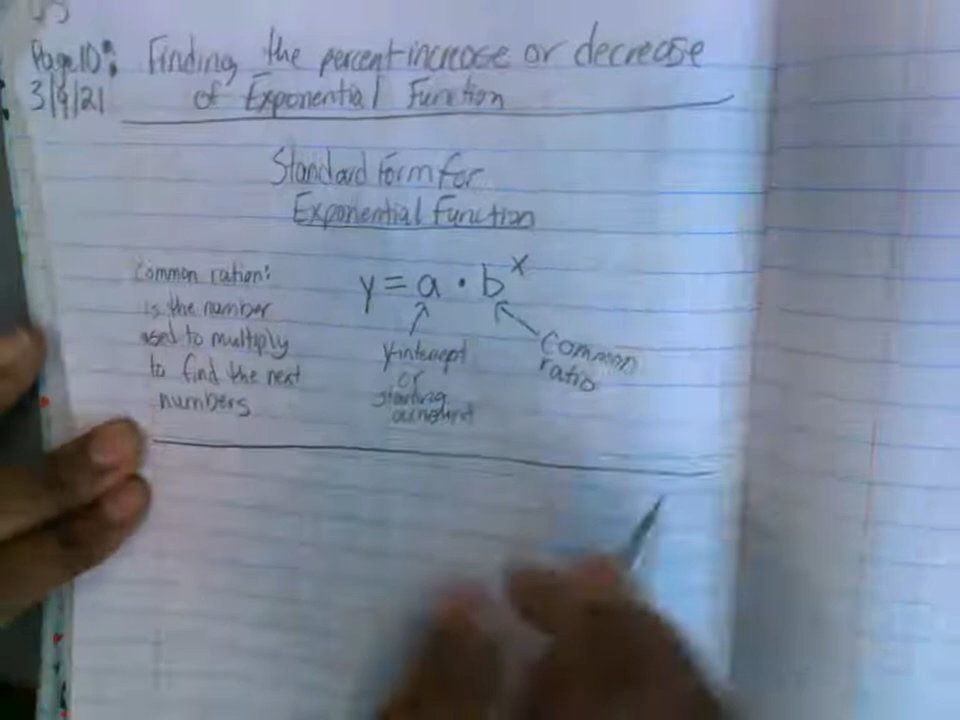 Page 10: Finding the percent increase or decrease
3/9/21 of Exponential Function
Standard Form for
Exponential Function
Common ration:
is the number
used to multiply
to find the next
numbers
y = a · b^x
y-intercept
or
starting
amount
Common
ratio